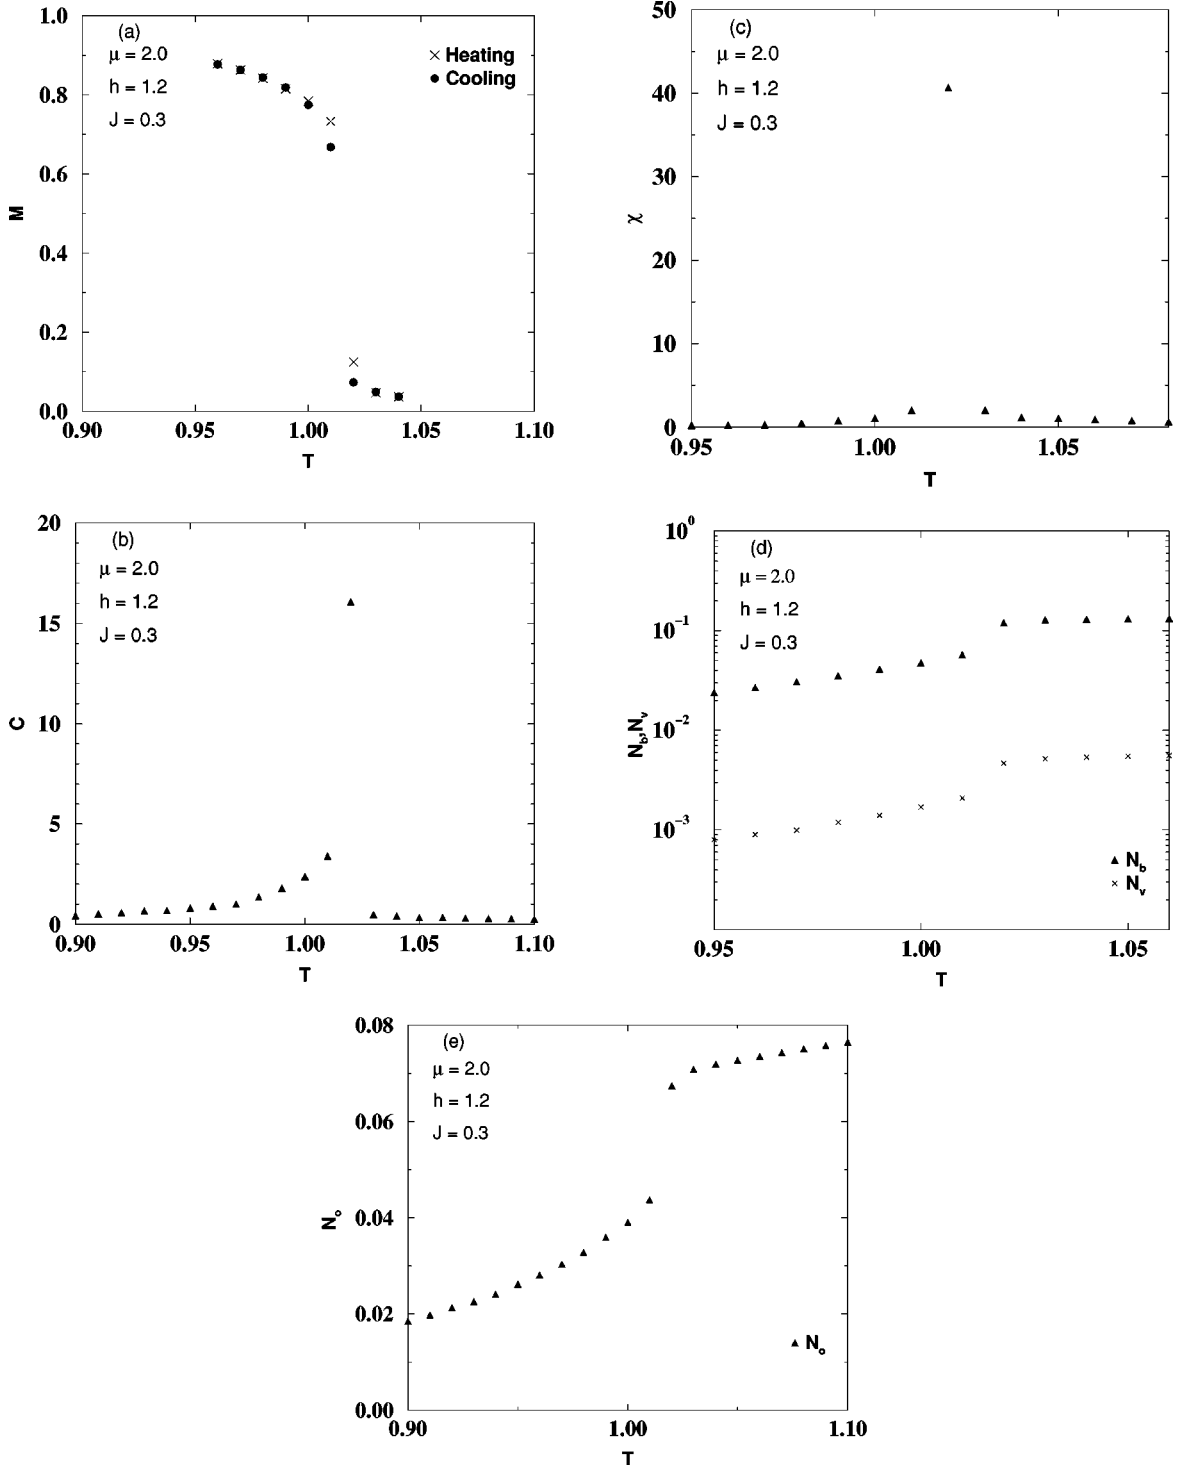 (a)
μ = 2.0
h = 1.2
J = 0.3
× Heating
● Cooling
1.0
0.8
0.6
0.4
0.2
0.0
M
0.90 0.95 1.00 1.05 1.10
T
(c)
μ = 2.0
h = 1.2
J = 0.3
50
40
30
20
10
0
χ
0.95 1.00 1.05
T
(b)
μ = 2.0
h = 1.2
J = 0.3
20
15
10
5
0
C
0.90 0.95 1.00 1.05 1.10
T
(d)
μ = 2.0
h = 1.2
J = 0.3
10⁰
10⁻¹
10⁻²
10⁻³
N_b,N_v
▲ N_b
× N_v
0.95 1.00 1.05
T
(e)
μ = 2.0
h = 1.2
J = 0.3
0.08
0.06
0.04
0.02
0.00
N_o
▲ N_o
0.90 1.00 1.10
T